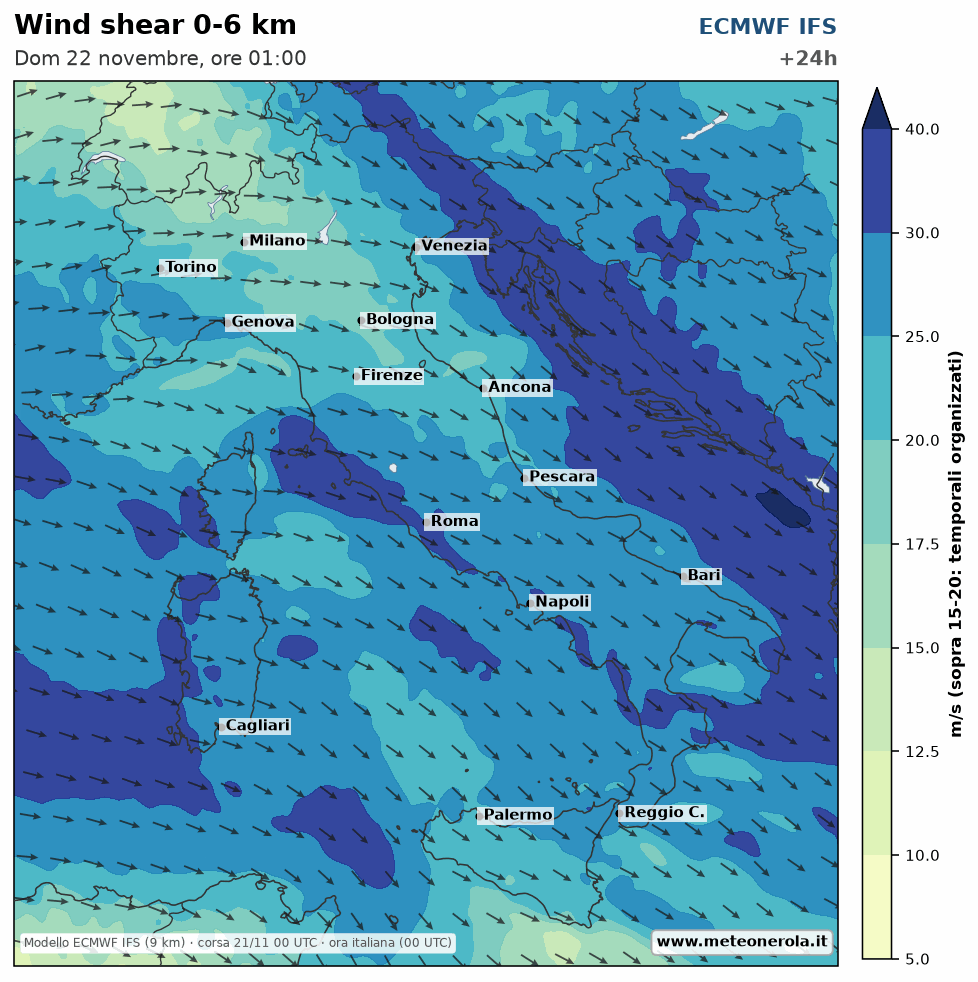 Wind shear 0-6 km
ECMWF IFS
Dom 22 novembre, ore 01:00
+24h
40.0
30.0
25.0
20.0
17.5
15.0
12.5
10.0
5.0
m/s (sopra 15-20: temporali organizzati)
Milano
Venezia
Torino
Genova
Bologna
Firenze
Ancona
Pescara
Roma
Bari
Napoli
Cagliari
Palermo
Reggio C.
Modello ECMWF IFS (9 km) · corsa 21/11 00 UTC · ora italiana (00 UTC)
www.meteonerola.it